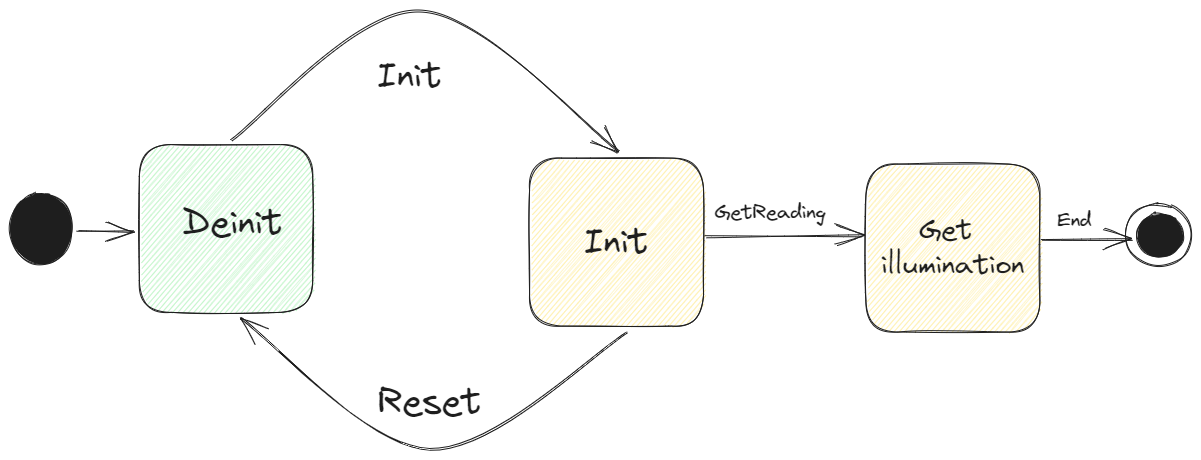 Init
Deinit
Init
GetReading
Get
illumination
End
Reset